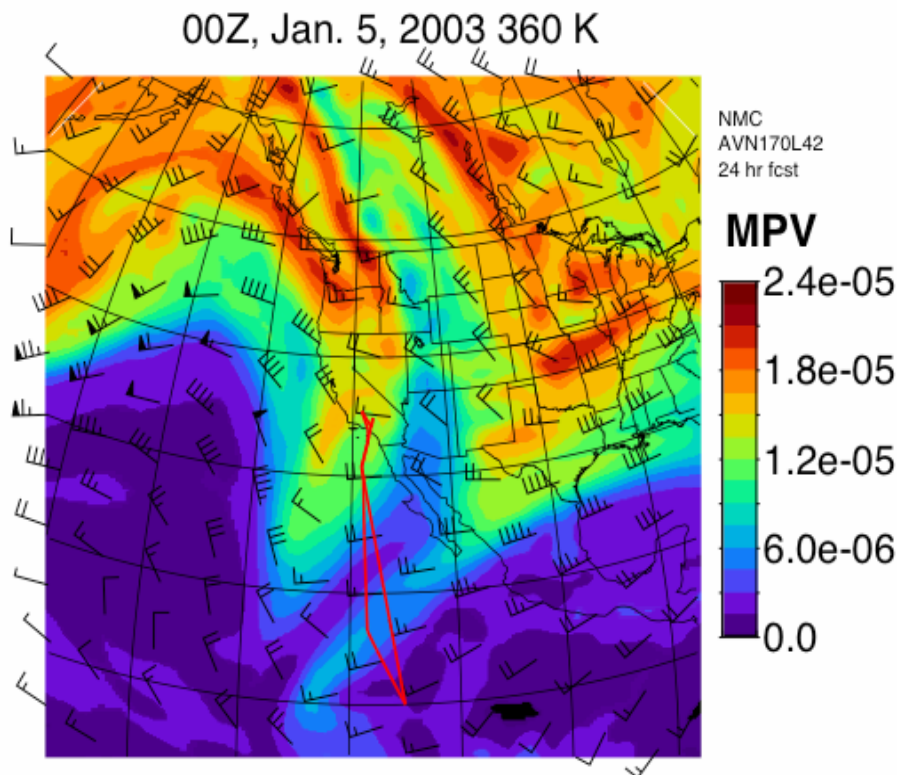 00Z, Jan. 5, 2003 360 K
NMC
AVN170L42
24 hr fcst
MPV
2.4e-05
1.8e-05
1.2e-05
6.0e-06
0.0